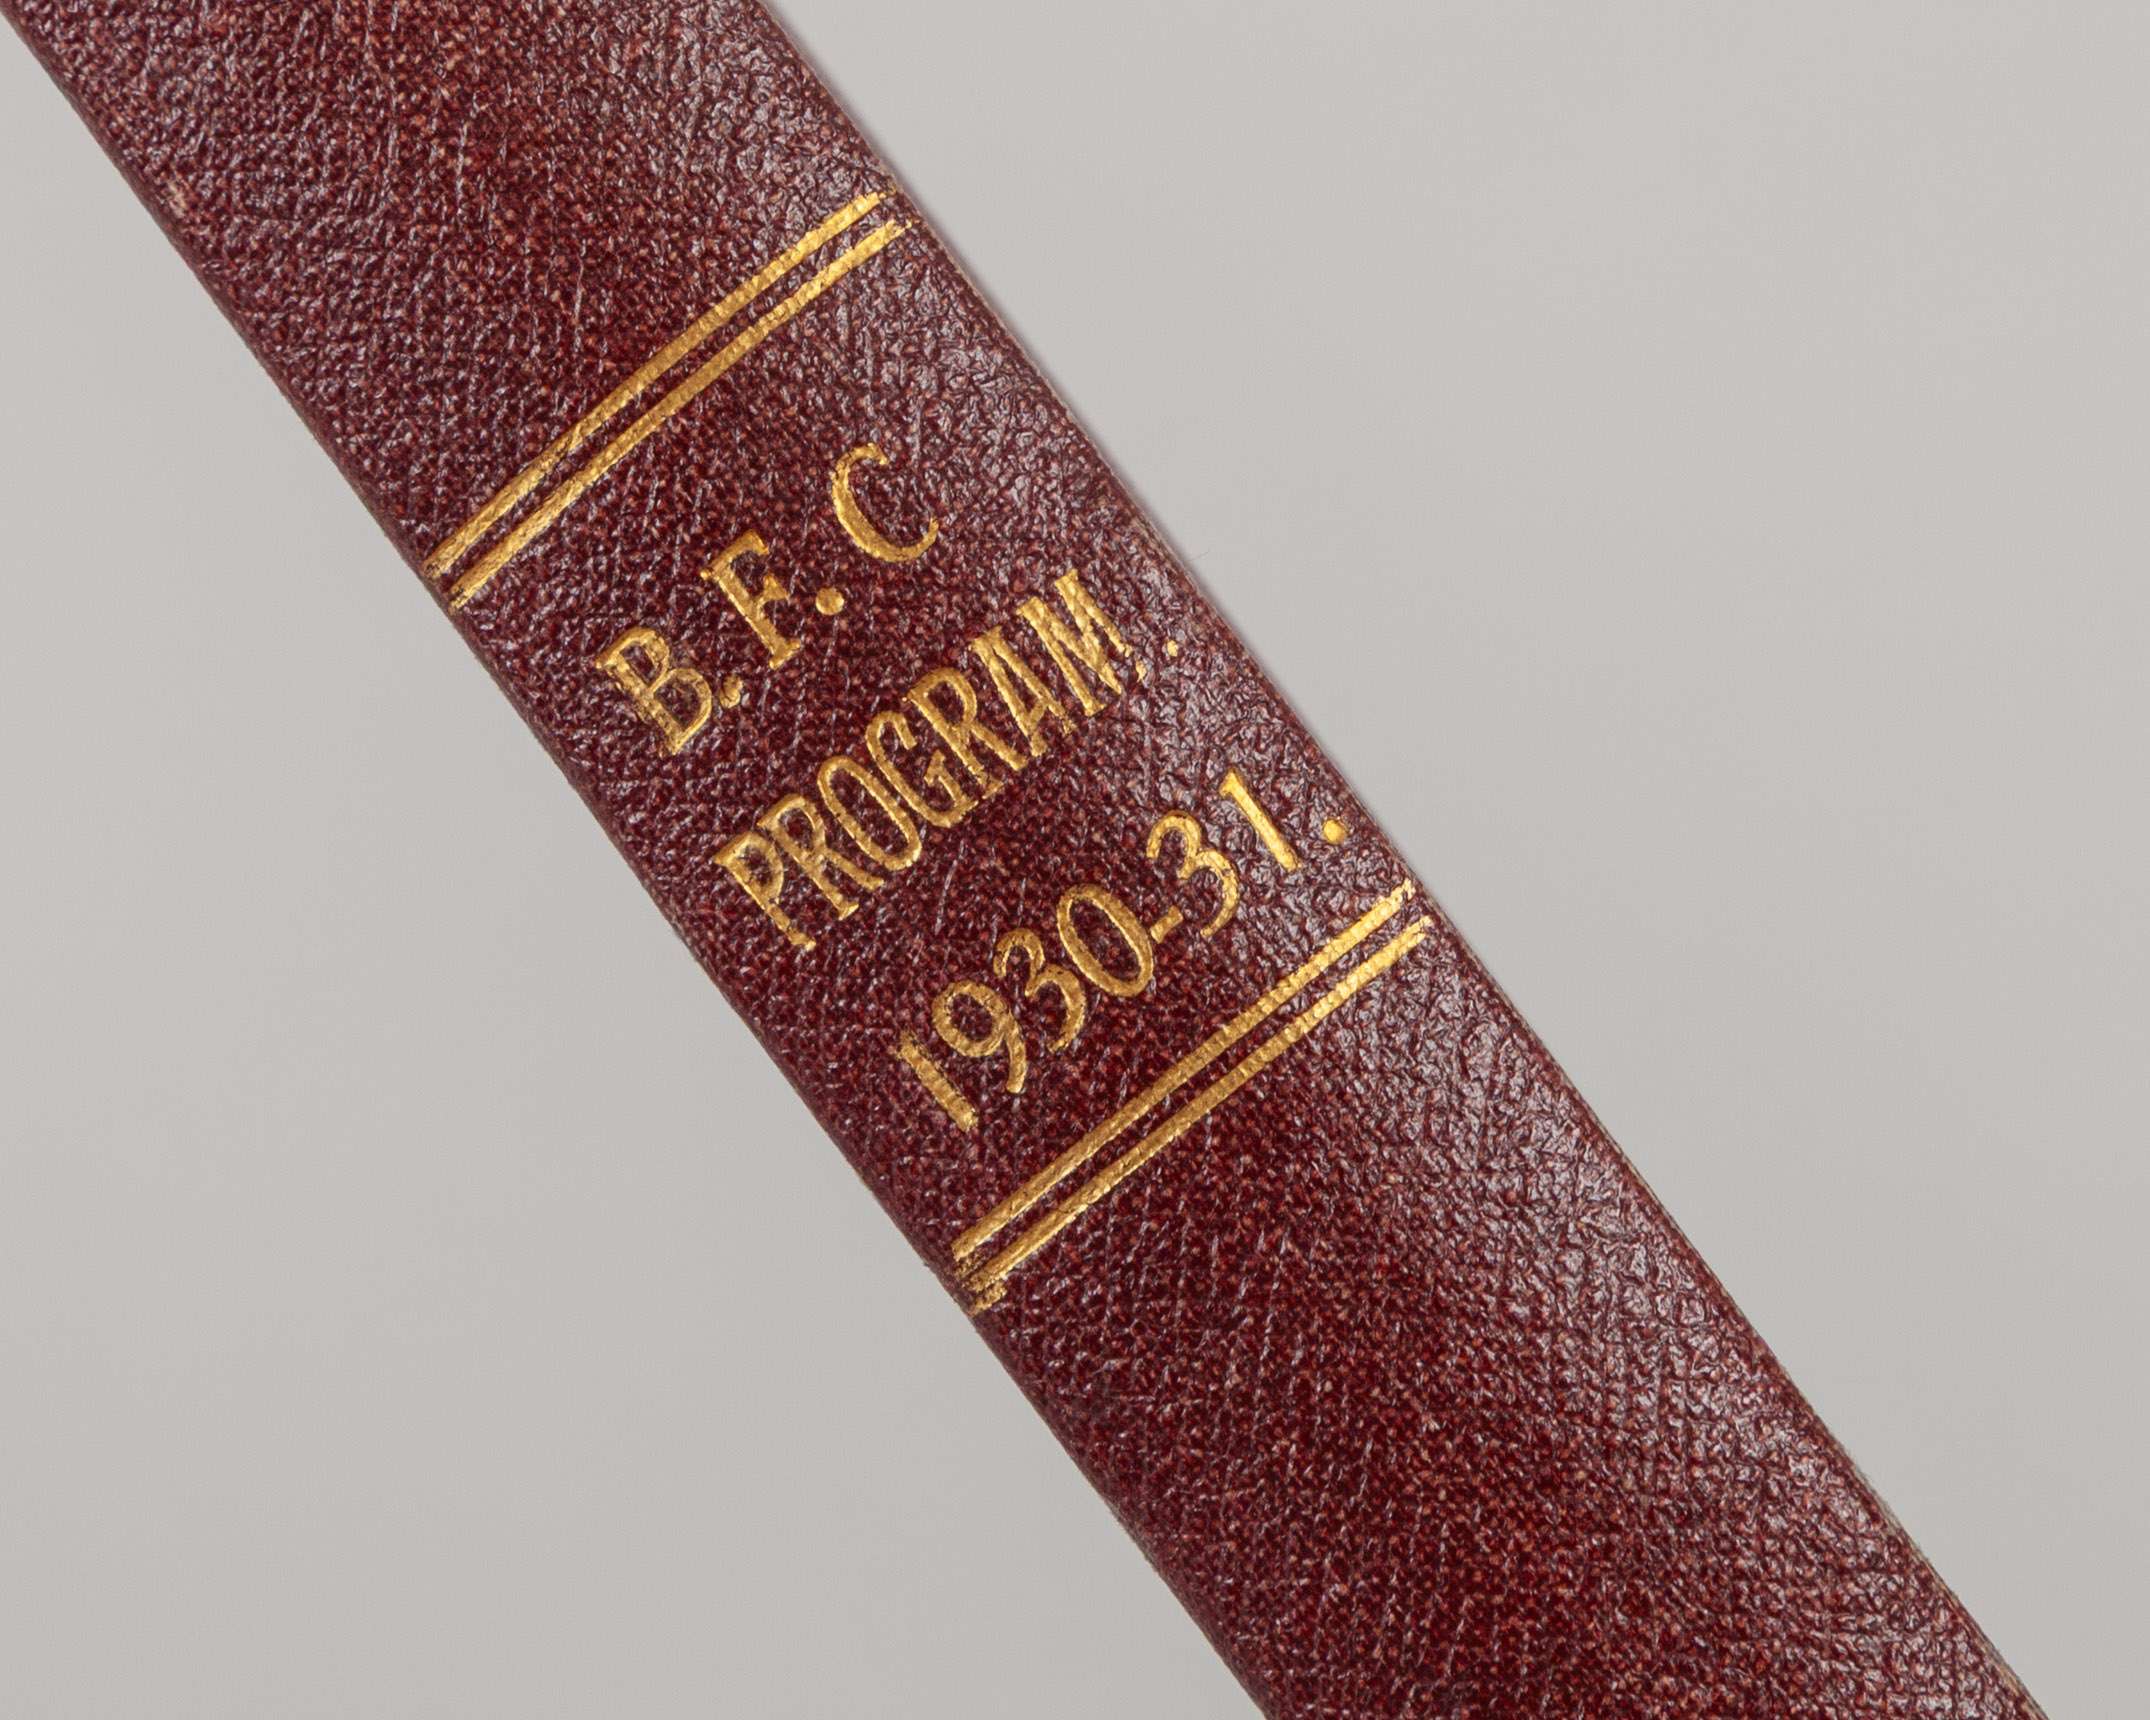 B. F. C
PROGRAM.
1930-31.